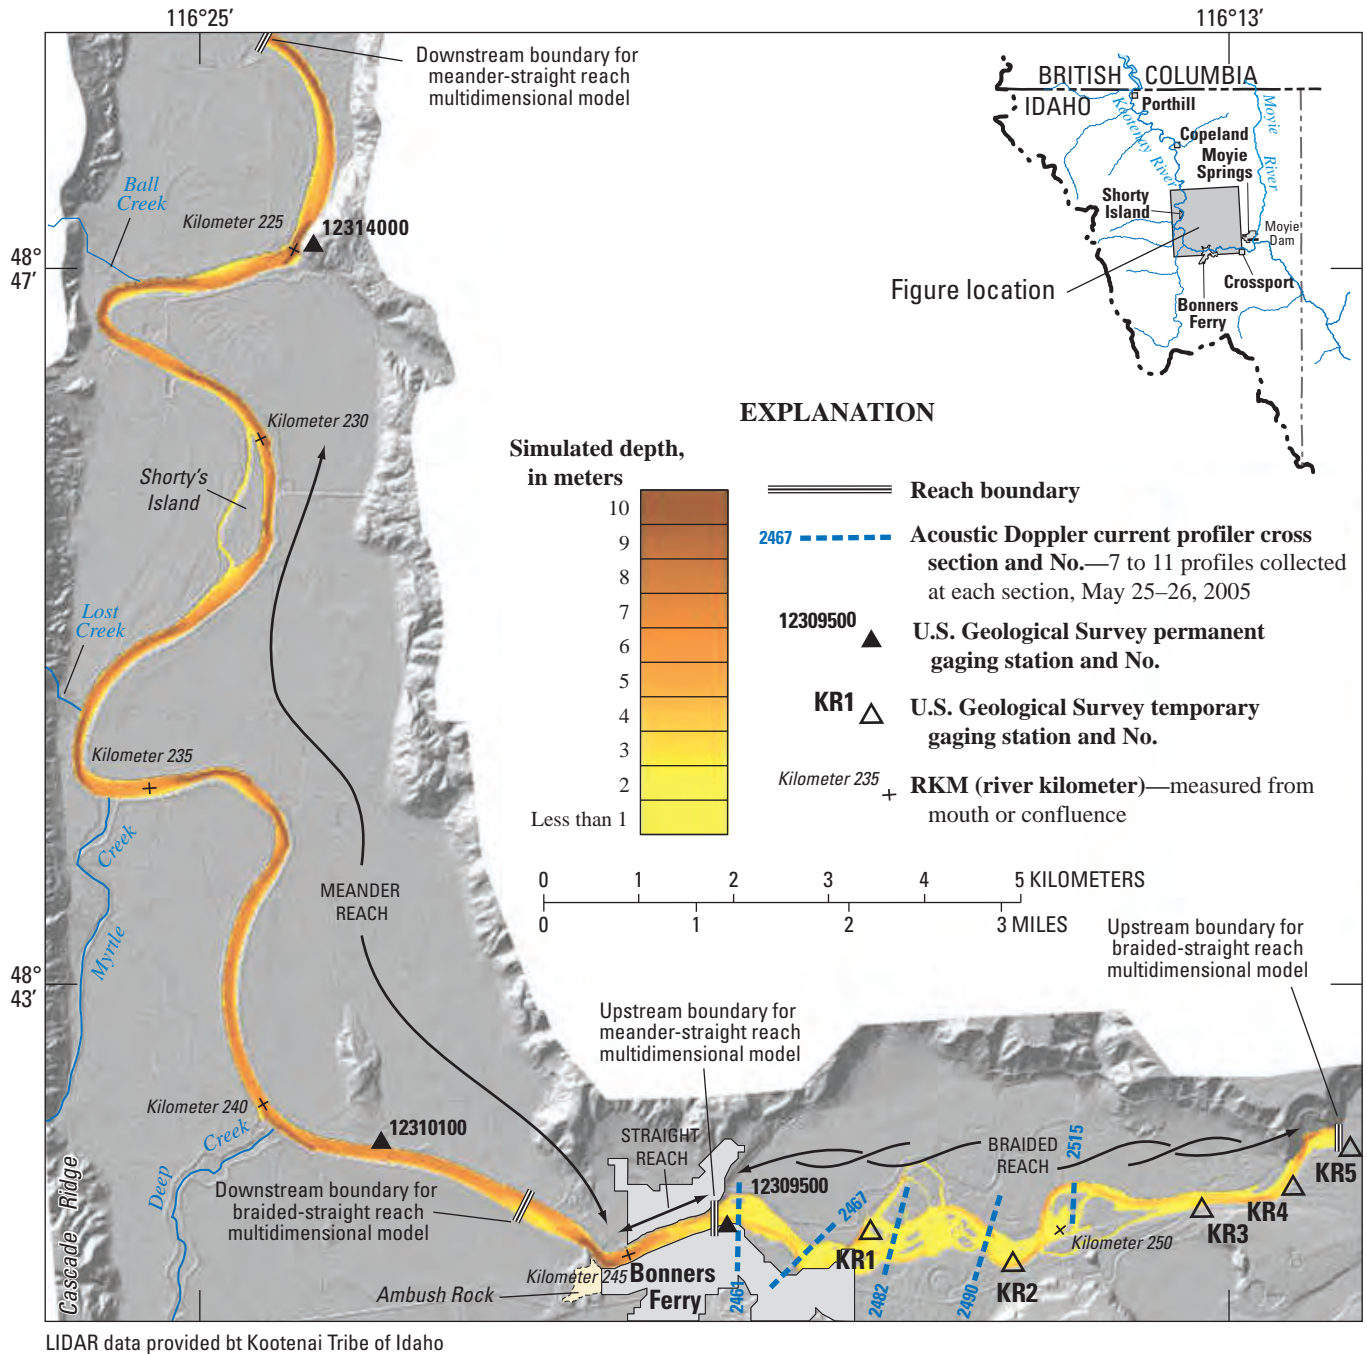 116°25′
116°13′
Downstream boundary for
meander-straight reach
multidimensional model
BRITISH COLUMBIA
IDAHO
Porthill
Kootenay River
Moyie River
Copeland
Moyie
Springs
Shorty
Island
Moyie
Dam
Crossport
Bonners
Ferry
Figure location
Ball
Creek
Kilometer 225
12314000
48°
47′
Kilometer 230
Shorty's
Island
Lost
Creek
Kilometer 235
Creek
Myrtle
MEANDER
REACH
EXPLANATION
Simulated depth,
in meters
10
9
8
7
6
5
4
3
2
Less than 1
Reach boundary
2467
Acoustic Doppler current profiler cross
section and No.—7 to 11 profiles collected
at each section, May 25–26, 2005
12309500
U.S. Geological Survey permanent
gaging station and No.
KR1
U.S. Geological Survey temporary
gaging station and No.
Kilometer 235
RKM (river kilometer)—measured from
mouth or confluence
0 1 2 3 4 5 KILOMETERS
0 1 2 3 MILES
48°
43′
Upstream boundary for
braided-straight reach
multidimensional model
Upstream boundary for
meander-straight reach
multidimensional model
Kilometer 240
12310100
Deep
Creek
STRAIGHT
REACH
BRAIDED
REACH
2515
12309500
2467
KR5
KR4
KR3
Downstream boundary for
braided-straight reach
multidimensional model
Kilometer 250
KR1
KR2
Kilometer 245
Bonners
Ferry
2461
2482
2490
Ambush Rock
Cascade Ridge
LIDAR data provided bt Kootenai Tribe of Idaho